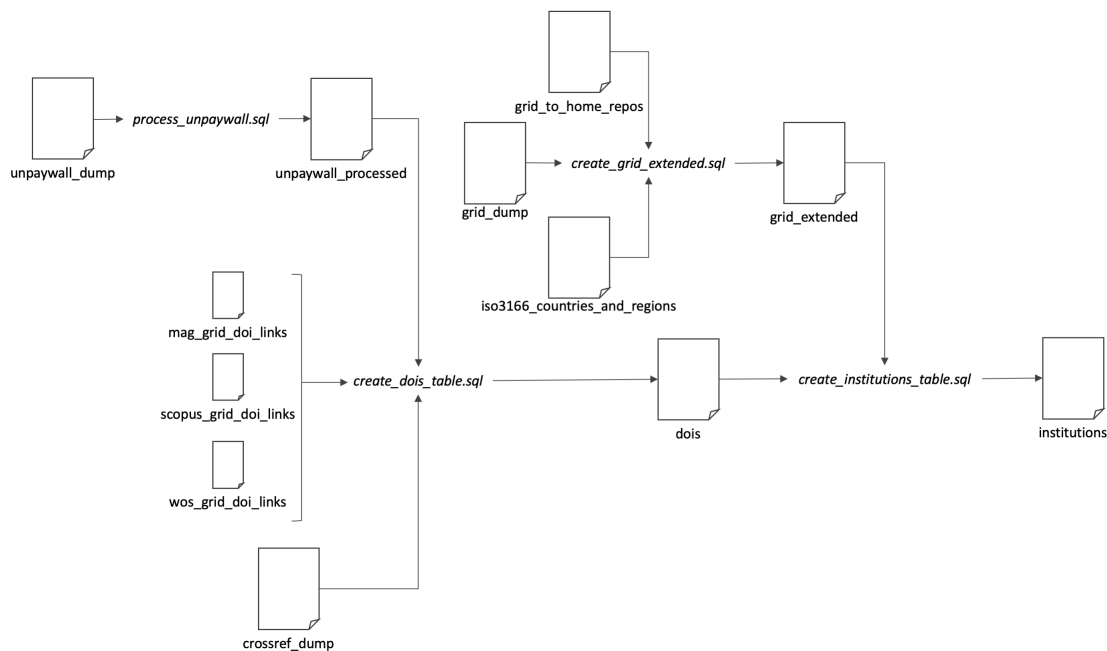 grid_to_home_repos
process_unpaywall.sql
unpaywall_dump
unpaywall_processed
create_grid_extended.sql
grid_dump
grid_extended
iso3166_countries_and_regions
mag_grid_doi_links
create_dois_table.sql
create_institutions_table.sql
scopus_grid_doi_links
dois
institutions
wos_grid_doi_links
crossref_dump